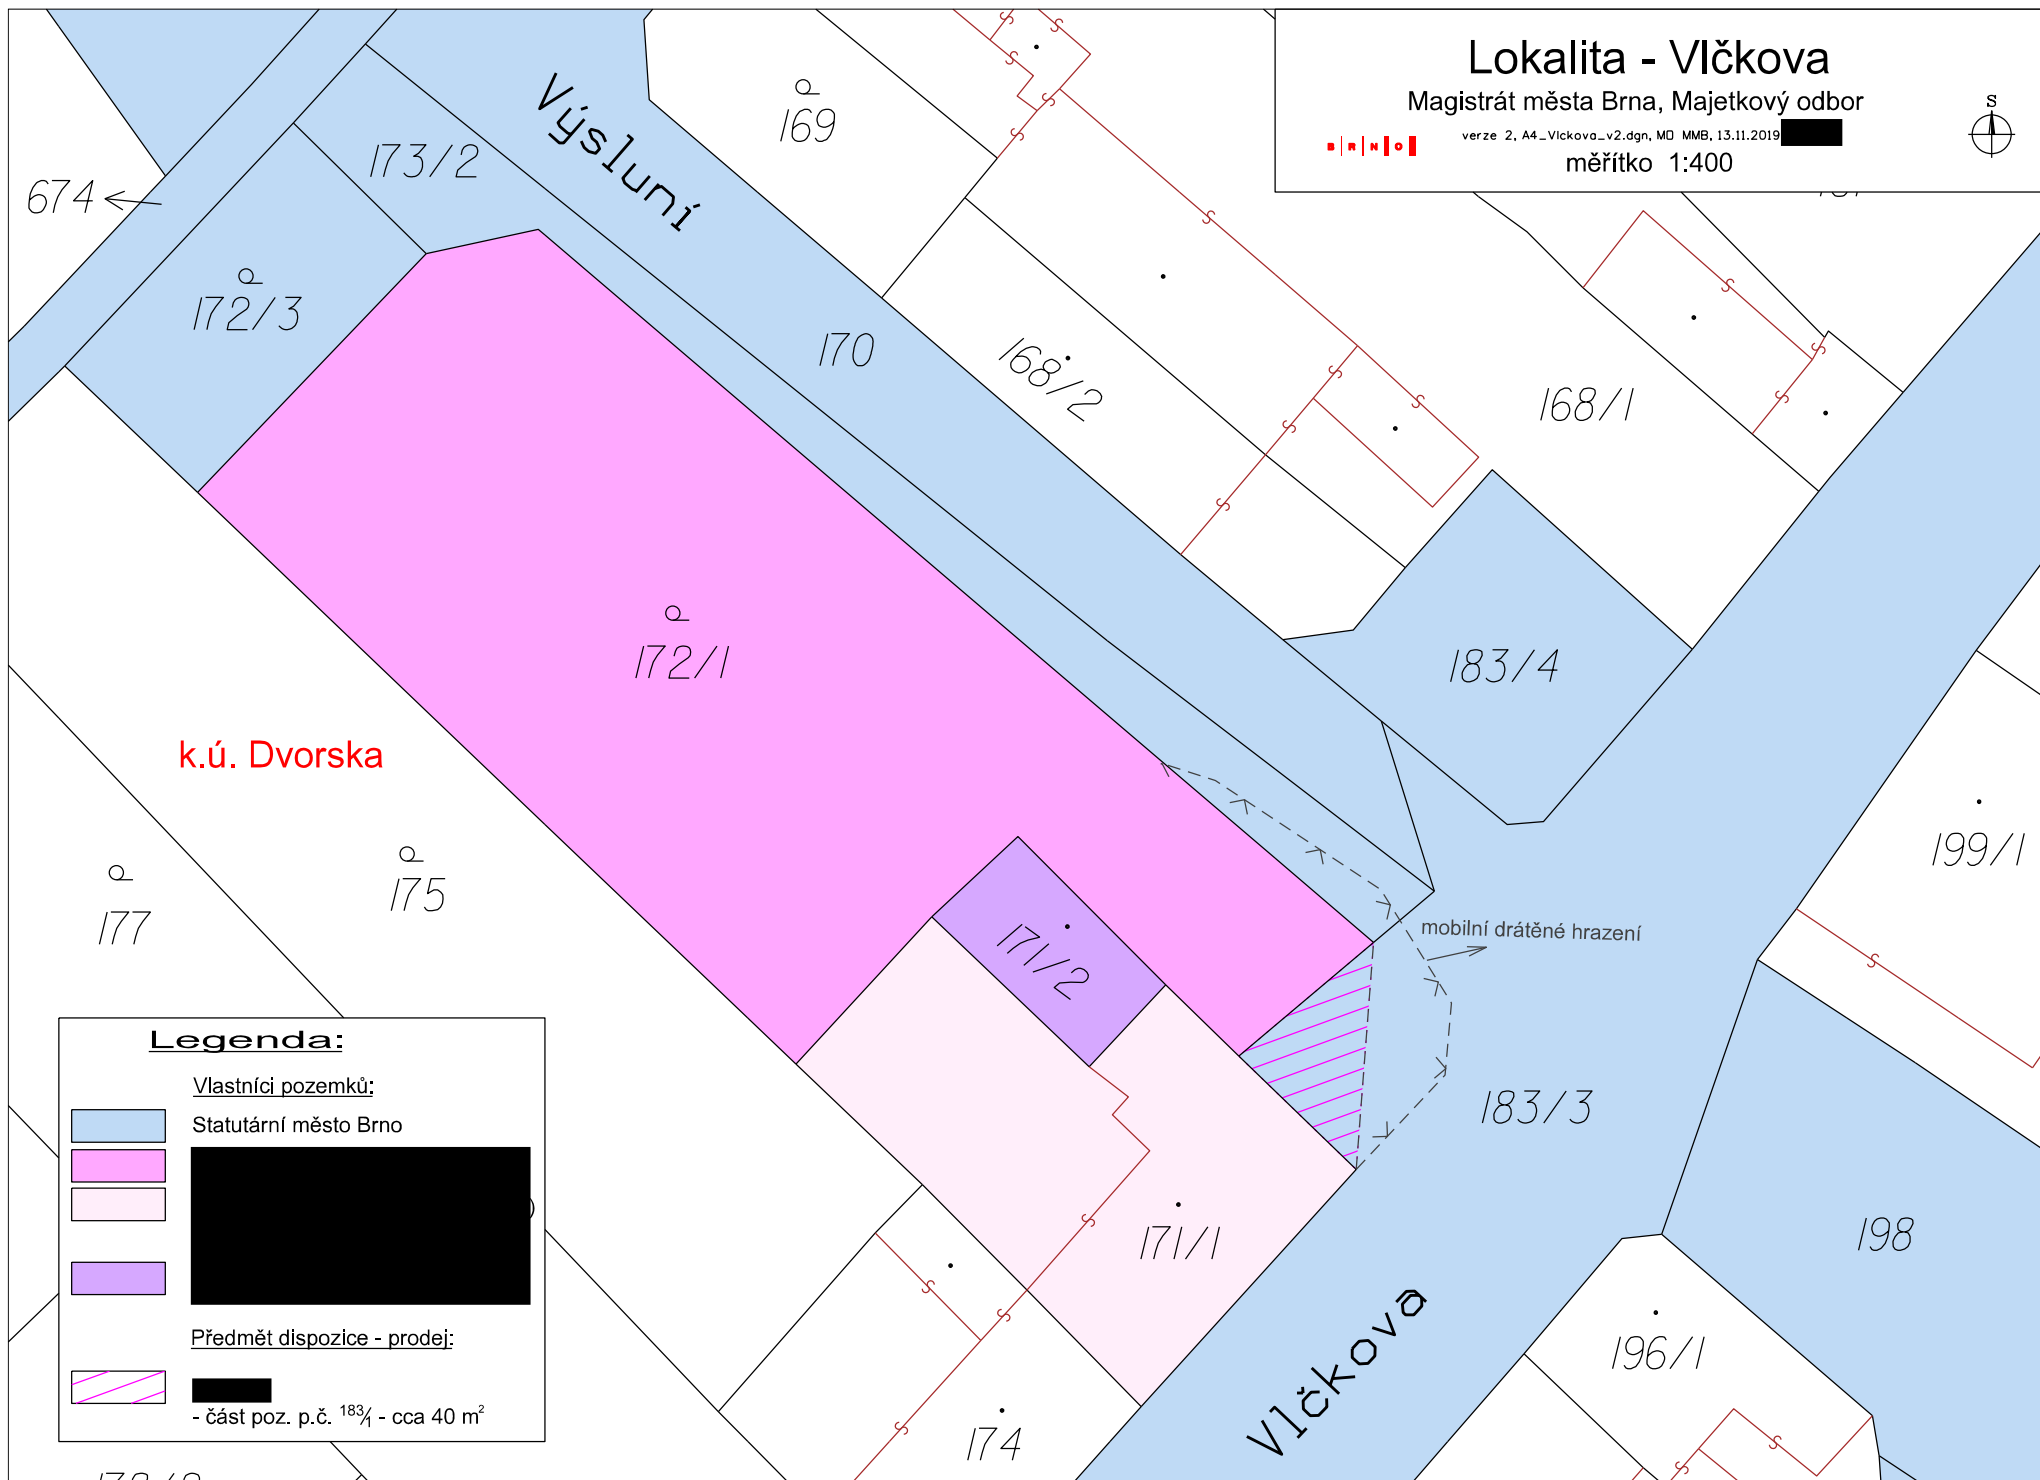 Lokalita - Vlčkova
Magistrát města Brna, Majetkový odbor
verze 2, A4_Vlckova_v2.dgn, MO MMB, 13.11.2019
B R N O
měřítko 1:400
S
Výsluní
169
173/2
674
172/3
170
168/2
168/1
172/1
183/4
k.ú. Dvorska
199/1
175
177
171/2
mobilní drátěné hrazení
183/3
171/1
198
196/1
174
Vlčkova
Legenda:
Vlastníci pozemků:
Statutární město Brno
Předmět dispozice - prodej:
- část poz. p.č. 183/1 - cca 40 m²